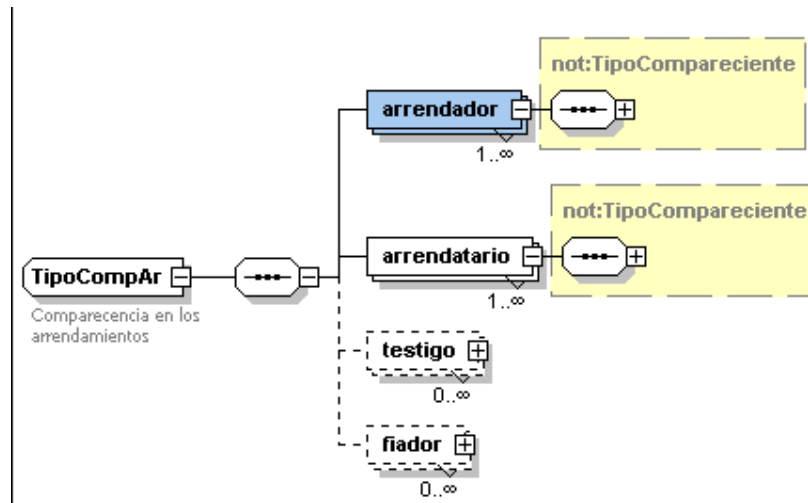 not:TipoCompareciente
arrendador
1..∞
not:TipoCompareciente
arrendatario
1..∞
TipoCompAr
Comparecencia en los
arrendamientos
testigo
0..∞
fiador
0..∞